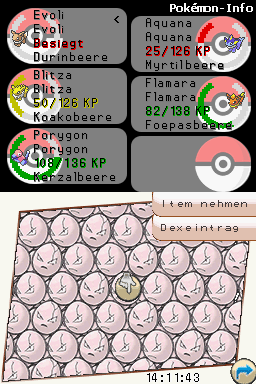 Pokémon-Info
Evoli
Evoli
Besiegt
Durinbeere
<
Aquana
Aquana
25/126 KP
Myrtilbeere
Blitza
Blitza
50/126 KP
Koakobeere
Flamara
Flamara
82/138 KP
Foepasbeere
Porygon
Porygon
108/136 KP
Kerzalbeere
Item nehmen
Dexeintrag
14:11:43